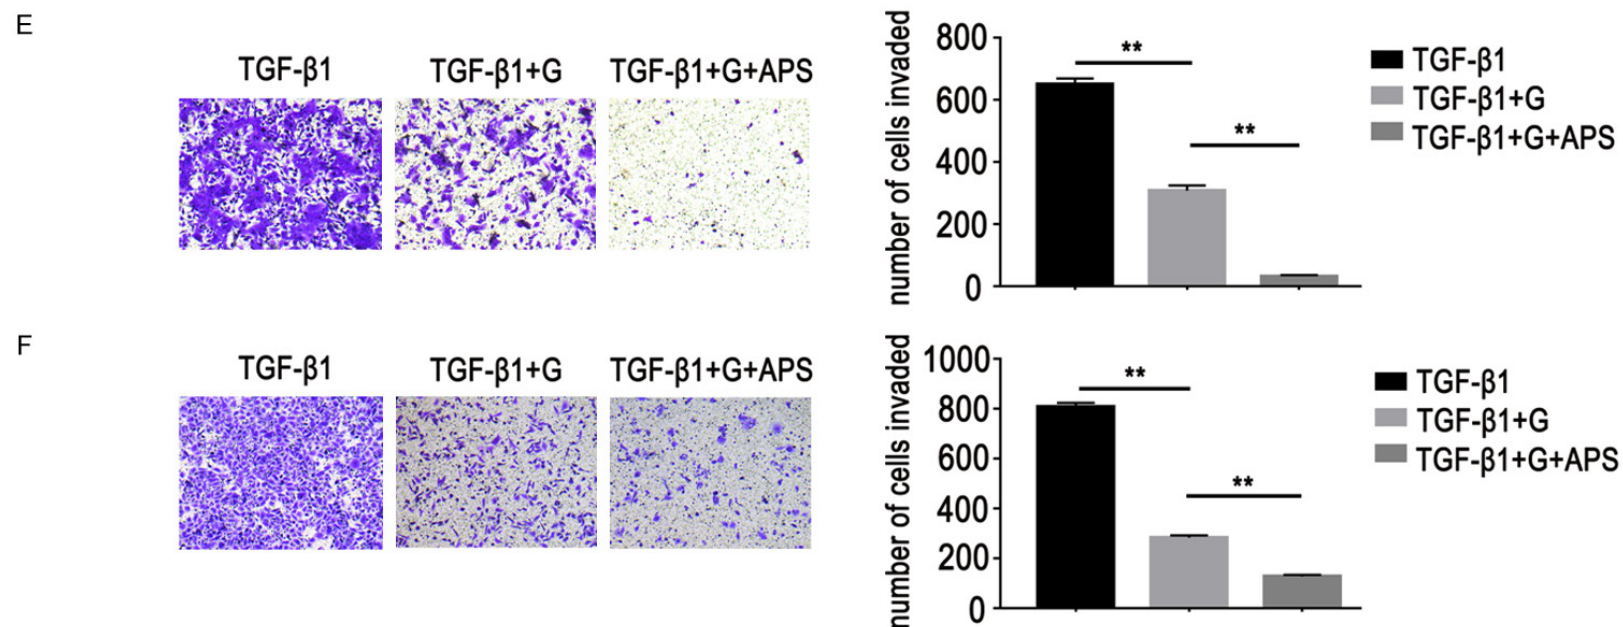 E
TGF-β1
TGF-β1+G
TGF-β1+G+APS
number of cells invaded
800
600
400
200
0
**
**
TGF-β1
TGF-β1+G
TGF-β1+G+APS
F
TGF-β1
TGF-β1+G
TGF-β1+G+APS
number of cells invaded
1000
800
600
400
200
0
**
**
TGF-β1
TGF-β1+G
TGF-β1+G+APS